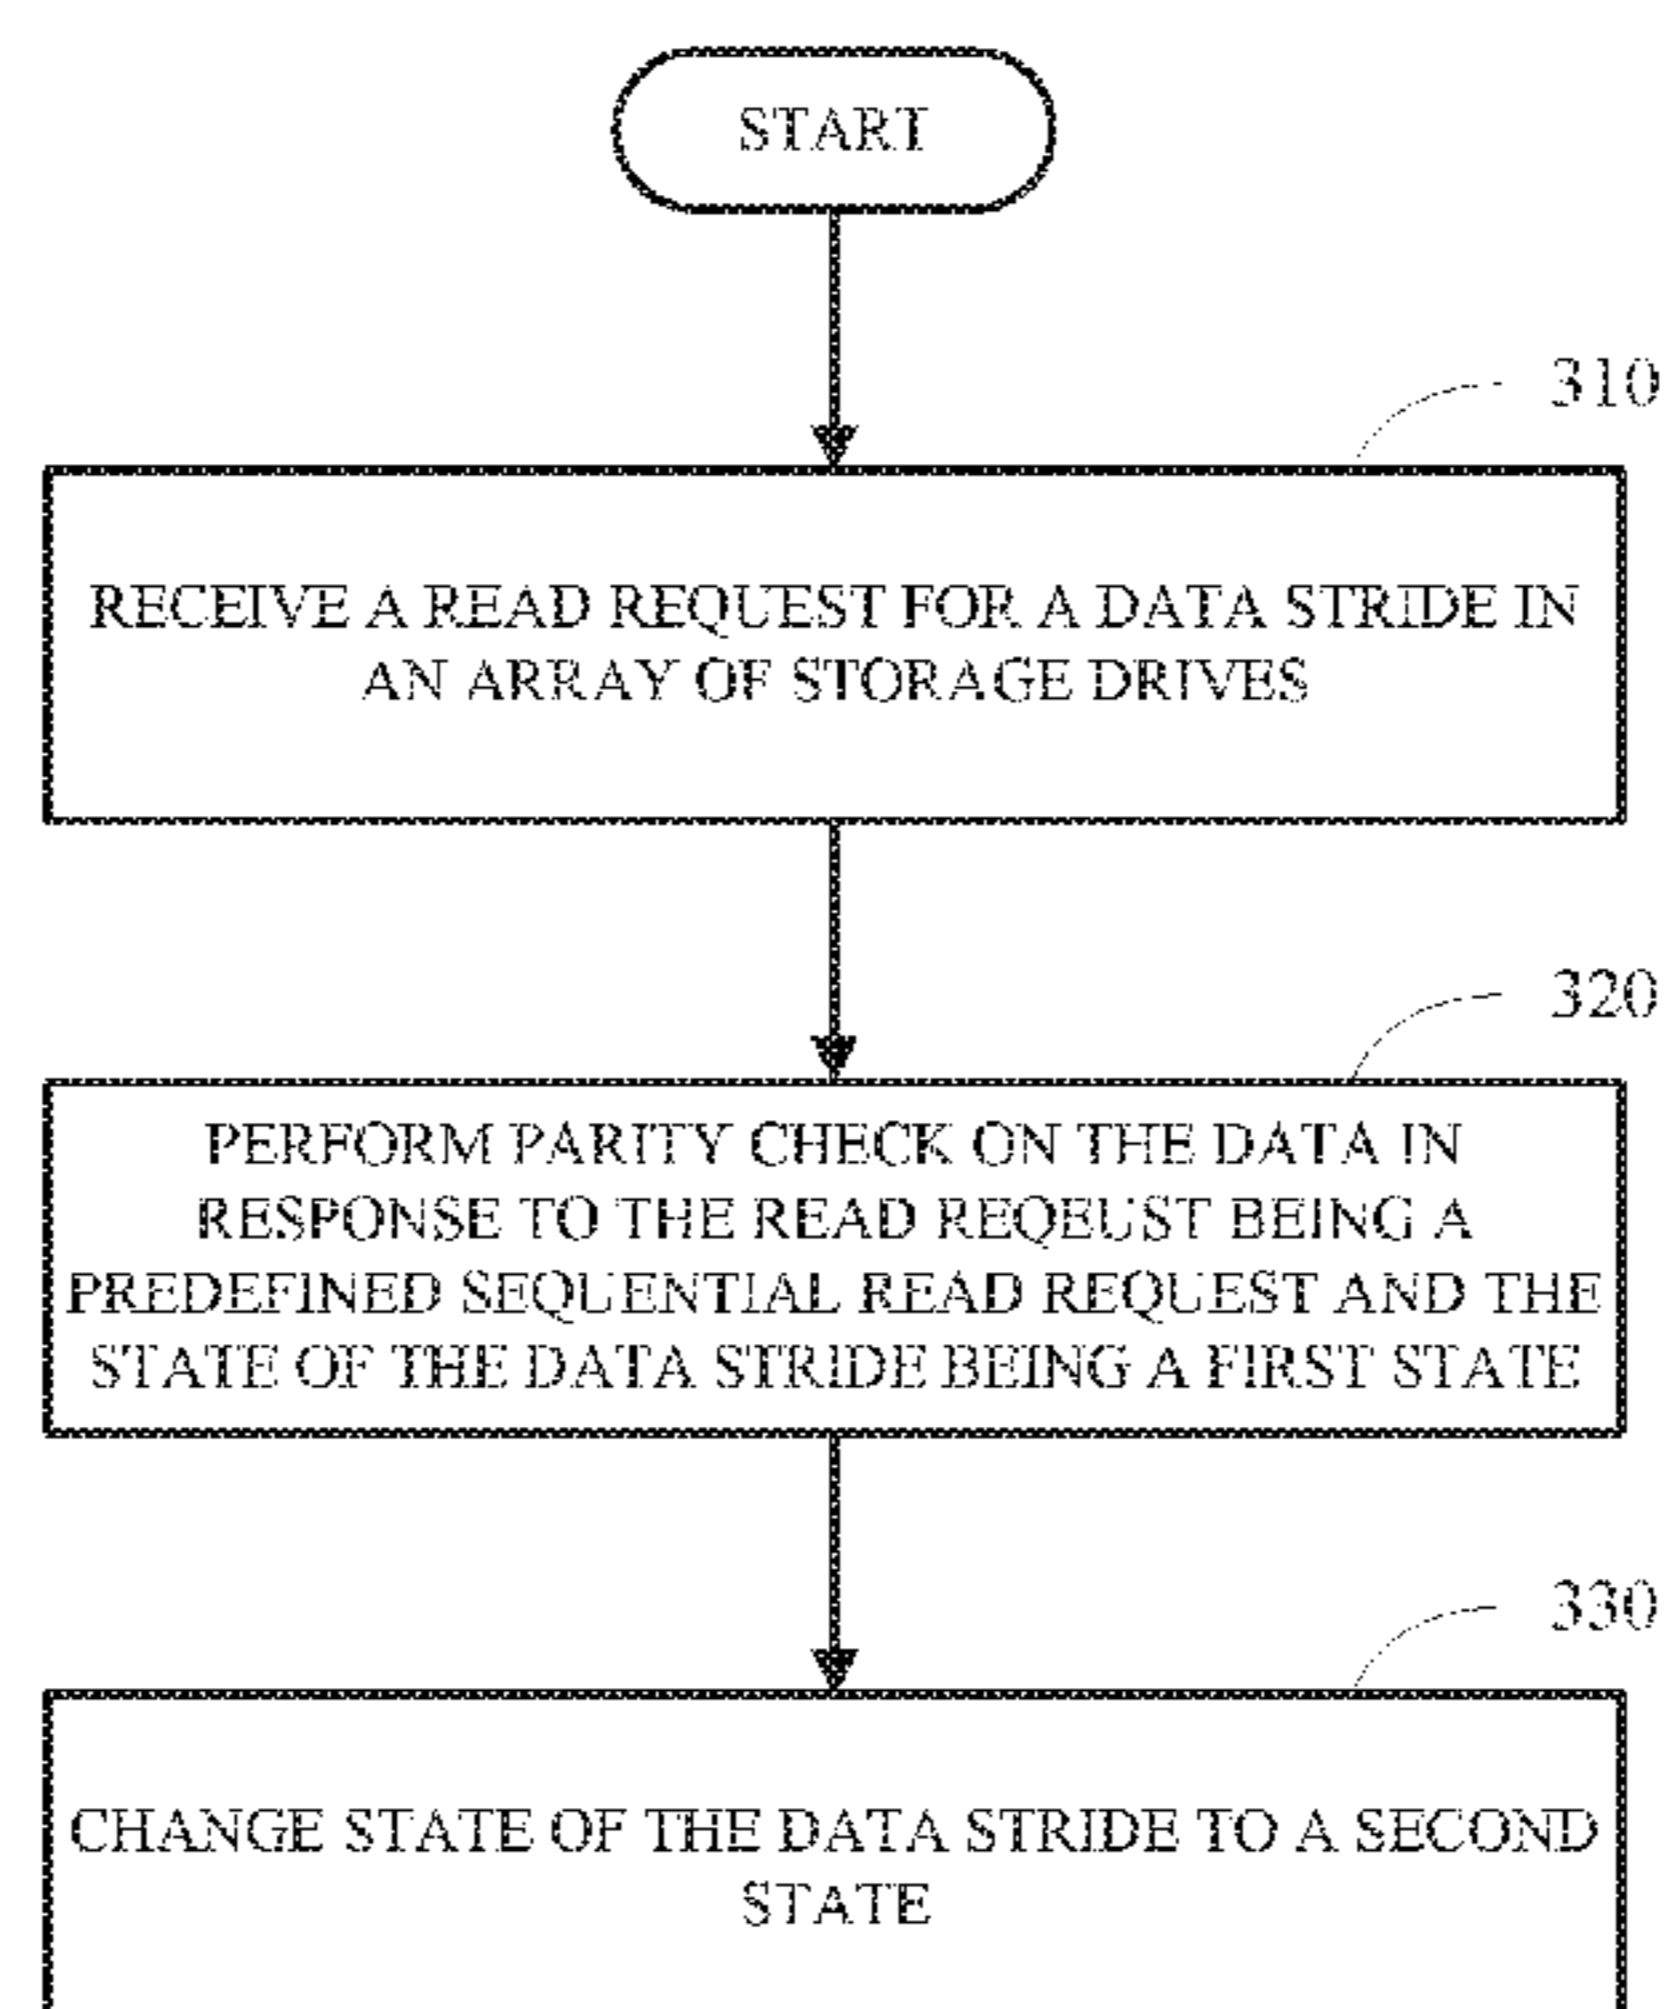 START
310
RECEIVE A READ REQUEST FOR A DATA STRIDE IN
AN ARRAY OF STORAGE DRIVES
320
PERFORM PARITY CHECK ON THE DATA IN
RESPONSE TO THE READ REQEUST BEING A
PREDEFINED SEQUENTIAL READ REQUEST AND THE
STATE OF THE DATA STRIDE BEING A FIRST STATE
330
CHANGE STATE OF THE DATA STRIDE TO A SECOND
STATE